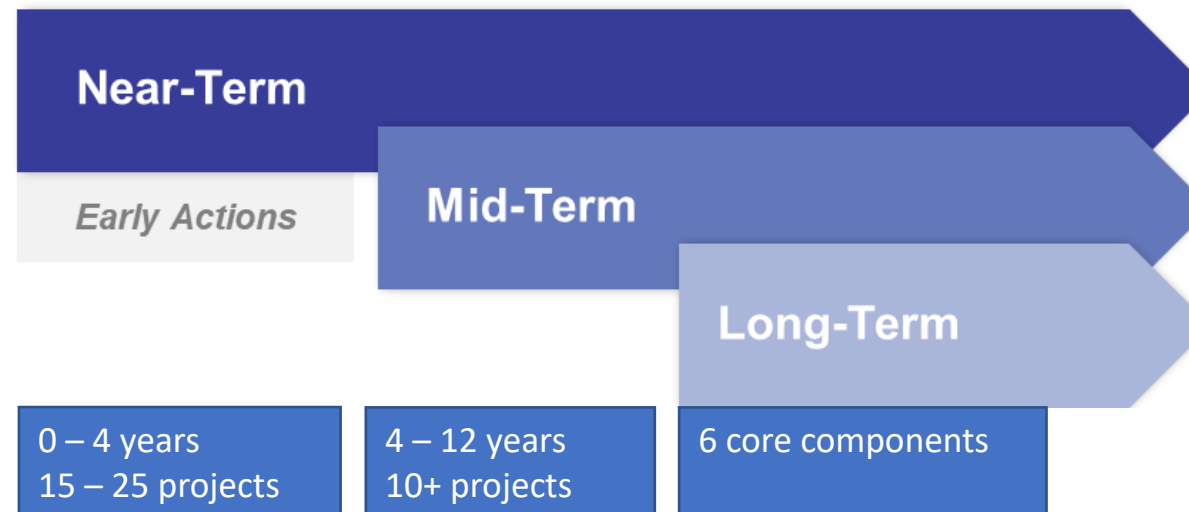 Near-Term
Early Actions
Mid-Term
Long-Term
0 – 4 years
15 – 25 projects
4 – 12 years
10+ projects
6 core components